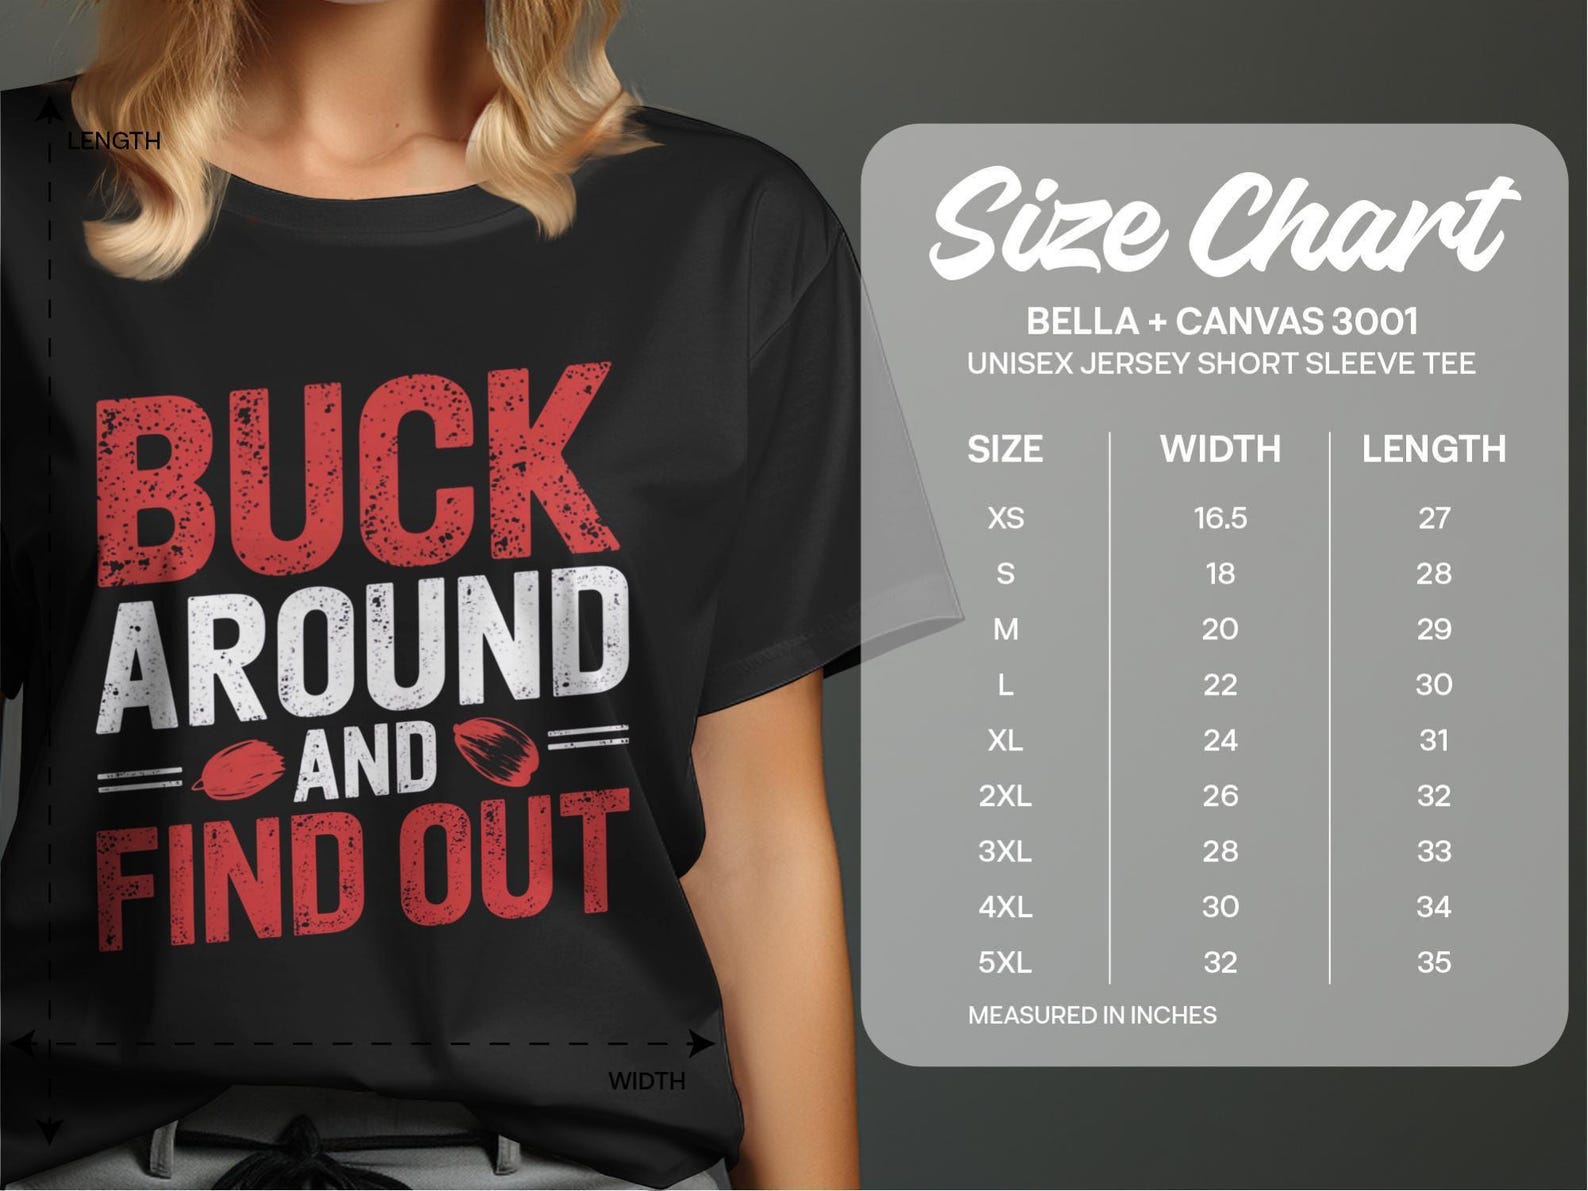 LENGTH
BUCK
AROUND
AND
FIND OUT
WIDTH
Size Chart
BELLA + CANVAS 3001
UNISEX JERSEY SHORT SLEEVE TEE
SIZE WIDTH LENGTH
XS 16.5 27
S 18 28
M 20 29
L 22 30
XL 24 31
2XL 26 32
3XL 28 33
4XL 30 34
5XL 32 35
MEASURED IN INCHES